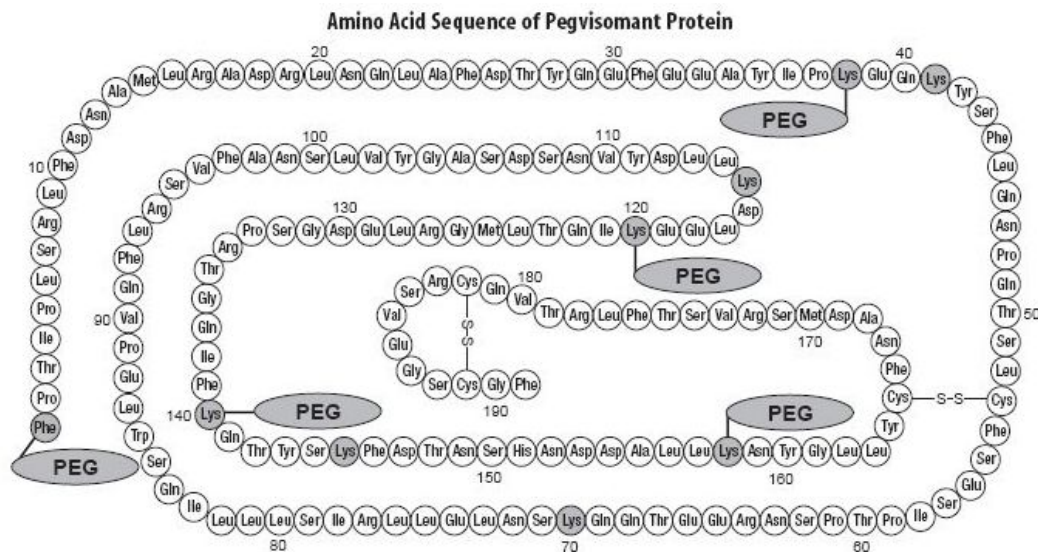 Amino Acid Sequence of Pegvisomant Protein
Phe Pro Thr Ile Pro Leu Ser Arg Leu Phe Asp Asn Ala Met
10
PEG
20 30 40
Leu Arg Ala Asp Arg Leu Asn Gln Leu Ala Phe Asp Thr Tyr Gln Glu Phe Glu Glu Ala Tyr Ile Pro Lys Glu Gln Lys
PEG
Tyr Ser Phe Leu Gln Asn Pro Gln Thr Ser Leu Cys Phe Ser Glu Ser Ile
50
Pro Thr Pro Ser Asn Arg Glu Glu Thr Gln Gln Lys Ser Asn Leu Glu Leu Leu Arg Ile Ser Leu Leu Leu
60 70 80
Ile Gln Ser Trp Leu Glu Pro Val Gln Phe Leu Arg Ser Val
90
100 110
Phe Ala Asn Ser Leu Val Tyr Gly Ala Ser Asp Ser Asn Val Tyr Asp Leu Leu Lys Asp
120 130
Leu Glu Glu Lys Ile Gln Thr Leu Met Gly Arg Leu Glu Asp Gly Ser Pro
PEG
Arg Thr Gly Gln Ile Phe Lys Gln
140
PEG
Thr Tyr Ser Lys Phe Asp Thr Asn Ser His Asn Asp Asp Ala Leu Leu Lys Asn Tyr Gly Leu Leu
150 160
PEG
Tyr Cys Phe Asn Ala
S-S
Asp Met Ser Arg Val Ser Thr Phe Leu Arg Thr Val Gln Cys Arg
170 180
Ser Val Glu Gly
S-S
Ser Cys Gly Phe
190